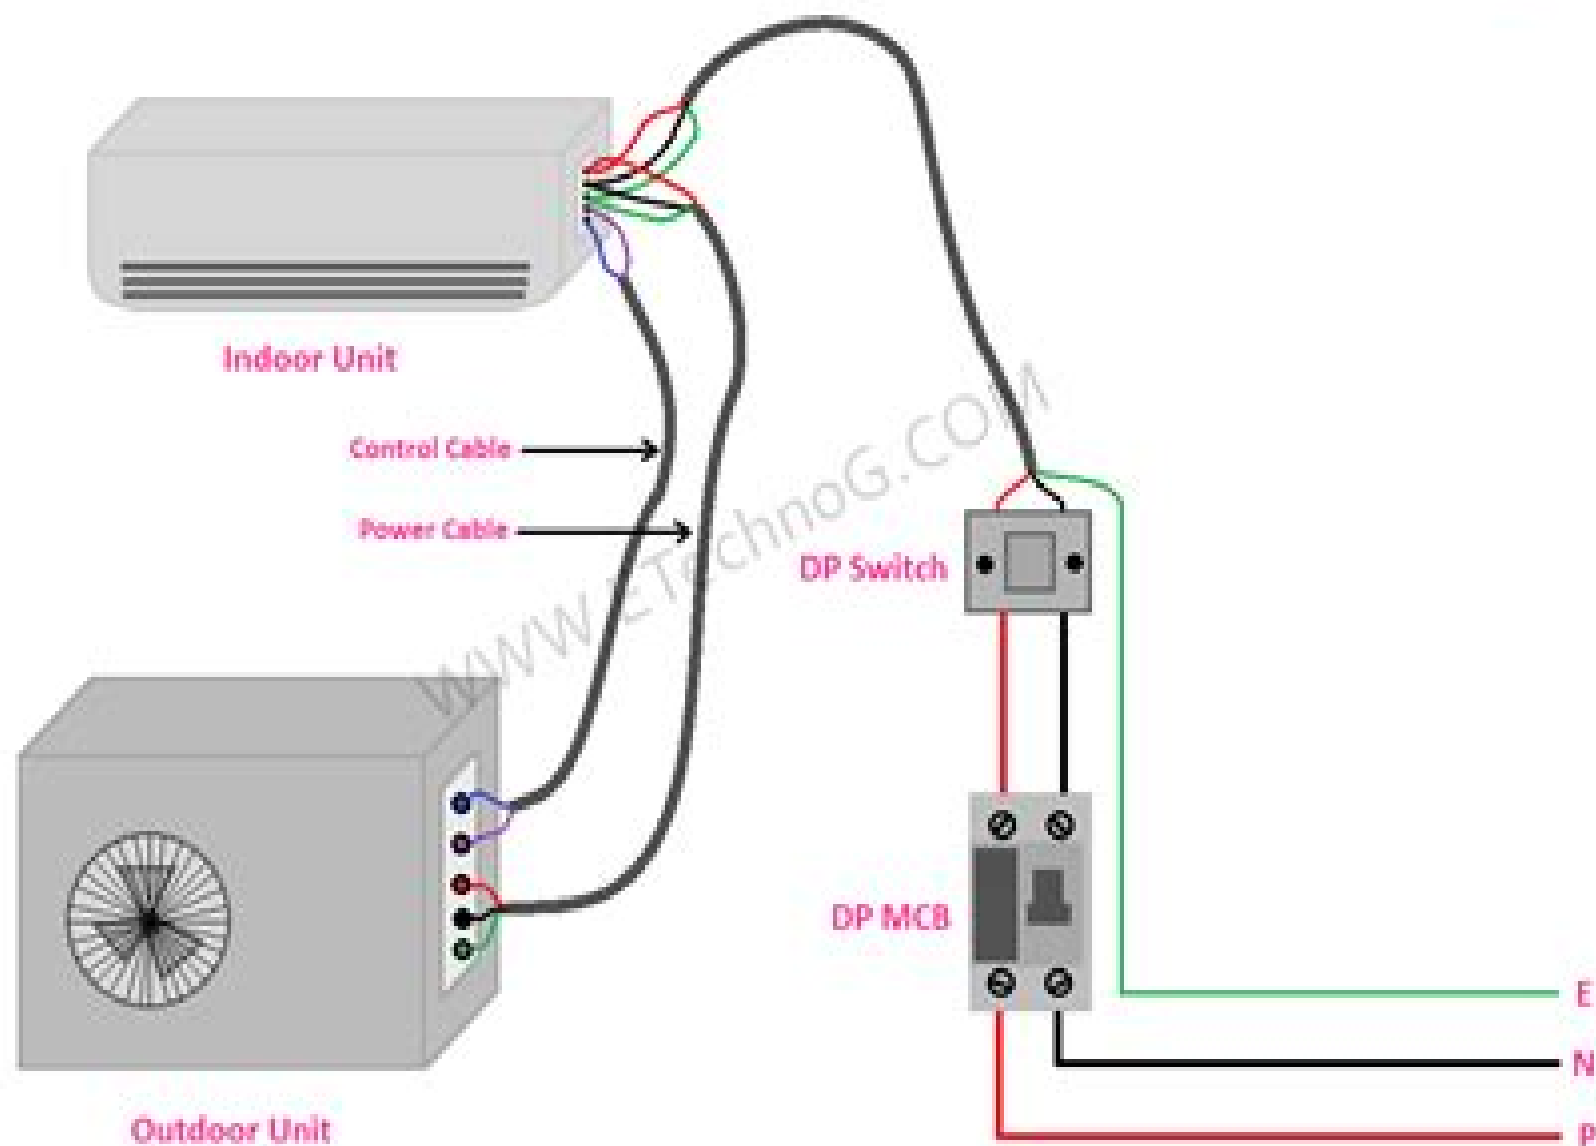 Indoor Unit
Control Cable
Power Cable
WWW.ETechnoG.COM
DP Switch
DP MCB
E
N
P
Outdoor Unit